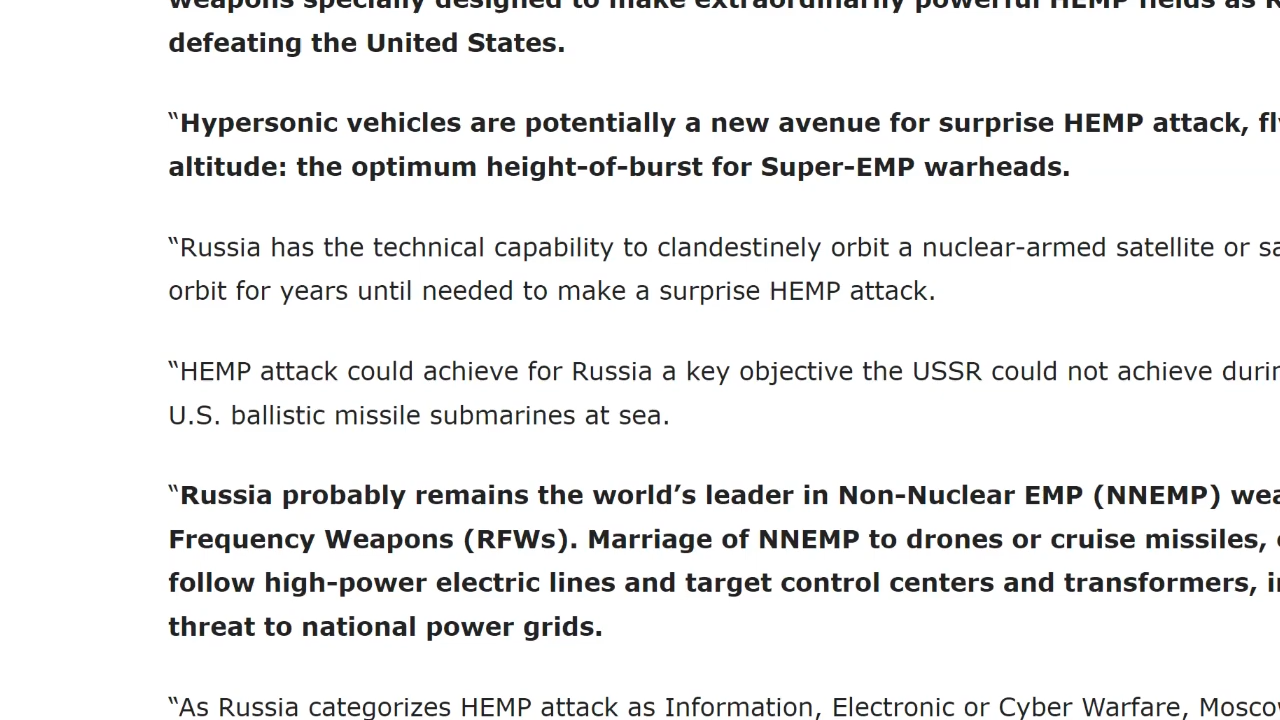 weapons specially designed to make extraordinarily powerful HEMP fields as
defeating the United States.
“Hypersonic vehicles are potentially a new avenue for surprise HEMP attack,
altitude: the optimum height-of-burst for Super-EMP warheads.
“Russia has the technical capability to clandestinely orbit a nuclear-armed satellite or
orbit for years until needed to make a surprise HEMP attack.
“HEMP attack could achieve for Russia a key objective the USSR could not achieve
U.S. ballistic missile submarines at sea.
“Russia probably remains the world’s leader in Non-Nuclear EMP (NNEMP)
Frequency Weapons (RFWs). Marriage of NNEMP to drones or cruise missiles,
follow high-power electric lines and target control centers and transformers,
threat to national power grids.
“As Russia categorizes HEMP attack as Information, Electronic or Cyber Warfare,